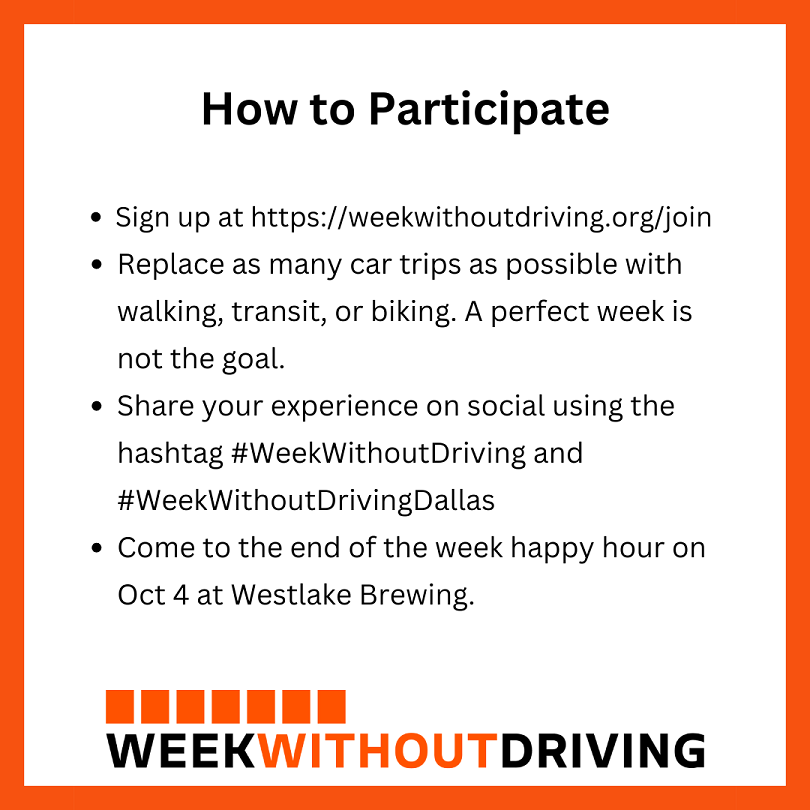 How to Participate
• Sign up at https://weekwithoutdriving.org/join
• Replace as many car trips as possible with
walking, transit, or biking. A perfect week is
not the goal.
• Share your experience on social using the
hashtag #WeekWithoutDriving and
#WeekWithoutDrivingDallas
• Come to the end of the week happy hour on
Oct 4 at Westlake Brewing.
WEEKWITHOUTDRIVING